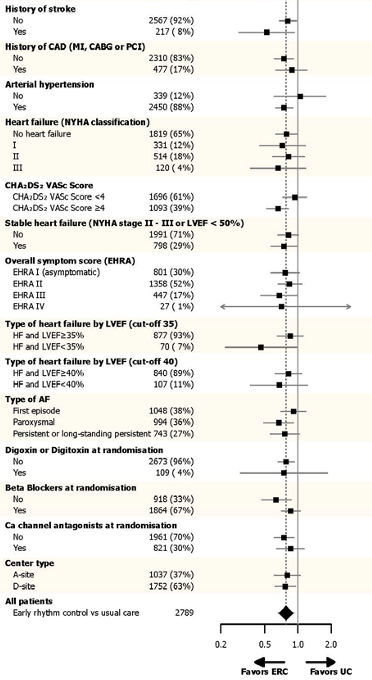 History of stroke
No 2567 (92%)
Yes 217 ( 8%)
History of CAD (MI, CABG or PCI)
No 2310 (83%)
Yes 477 (17%)
Arterial hypertension
No 339 (12%)
Yes 2450 (88%)
Heart failure (NYHA classification)
No heart failure 1819 (65%)
I 331 (12%)
II 514 (18%)
III 120 ( 4%)
CHA2DS2 VASc Score
CHA2DS2 VASc Score <4 1696 (61%)
CHA2DS2 VASc Score ≥4 1093 (39%)
Stable heart failure (NYHA stage II - III or LVEF < 50%)
No 1991 (71%)
Yes 798 (29%)
Overall symptom score (EHRA)
EHRA I (asymptomatic) 801 (30%)
EHRA II 1358 (52%)
EHRA III 447 (17%)
EHRA IV 27 ( 1%)
Type of heart failure by LVEF (cut-off 35)
HF and LVEF≥35% 877 (93%)
HF and LVEF<35% 70 ( 7%)
Type of heart failure by LVEF (cut-off 40)
HF and LVEF≥40% 840 (89%)
HF and LVEF<40% 107 (11%)
Type of AF
First episode 1048 (38%)
Paroxysmal 994 (36%)
Persistent or long-standing persistent 743 (27%)
Digoxin or Digitoxin at randomisation
No 2673 (96%)
Yes 109 ( 4%)
Beta Blockers at randomisation
No 918 (33%)
Yes 1864 (67%)
Ca channel antagonists at randomisation
No 1961 (70%)
Yes 821 (30%)
Center type
A-site 1037 (37%)
D-site 1752 (63%)
All patients
Early rhythm control vs usual care 2789
0.2 0.5 1.0 2.0
Favors ERC Favors UC